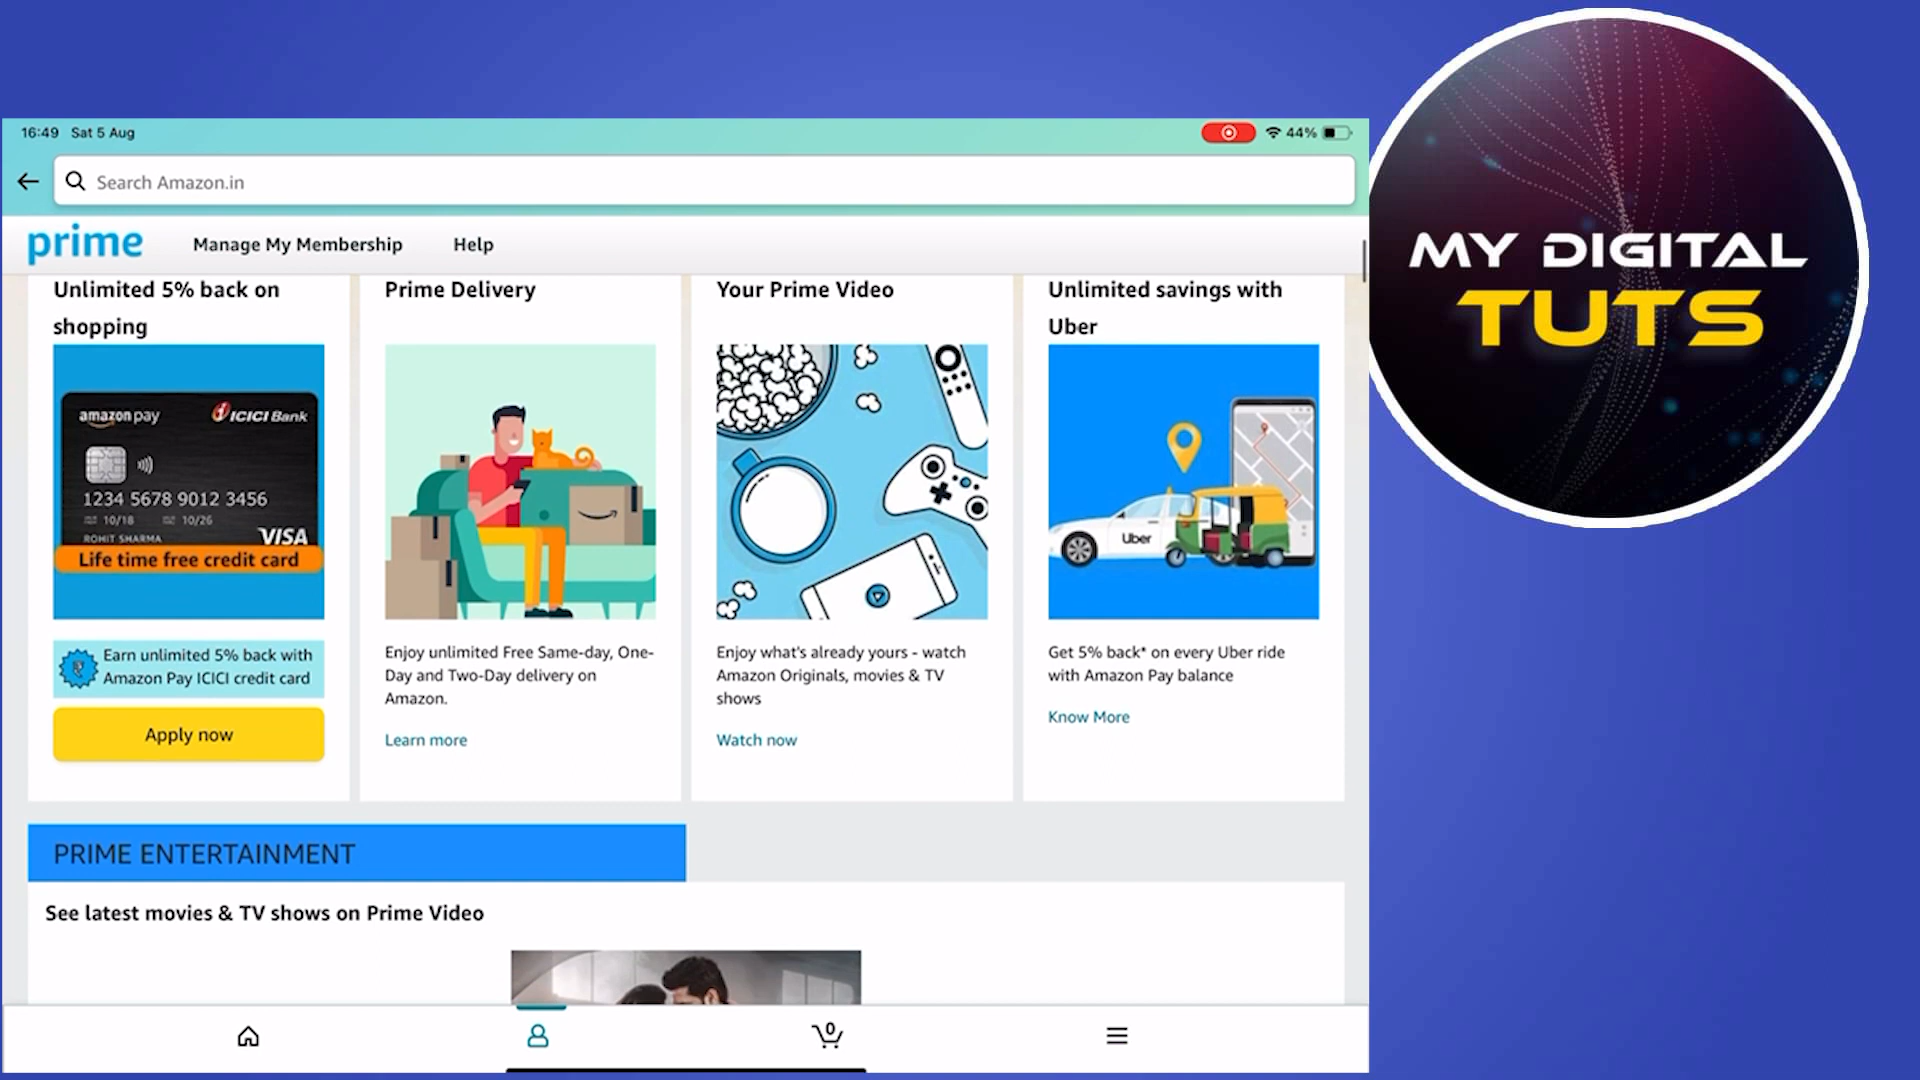 16:49 Sat 5 Aug
44%
Search Amazon.in
prime
Manage My Membership
Help
Unlimited 5% back on
shopping
amazon pay
ICICI Bank
1234 5678 9012 3456
10/18 10/26
ROHIT SHARMA
VISA
Life time free credit card
Earn unlimited 5% back with
Amazon Pay ICICI credit card
Apply now
Prime Delivery
Enjoy unlimited Free Same-day, One-
Day and Two-Day delivery on
Amazon.
Learn more
Your Prime Video
Enjoy what's already yours - watch
Amazon Originals, movies & TV
shows
Watch now
Unlimited savings with
Uber
Uber
Get 5% back* on every Uber ride
with Amazon Pay balance
Know More
PRIME ENTERTAINMENT
See latest movies & TV shows on Prime Video
0
MY DIGITAL
TUTS